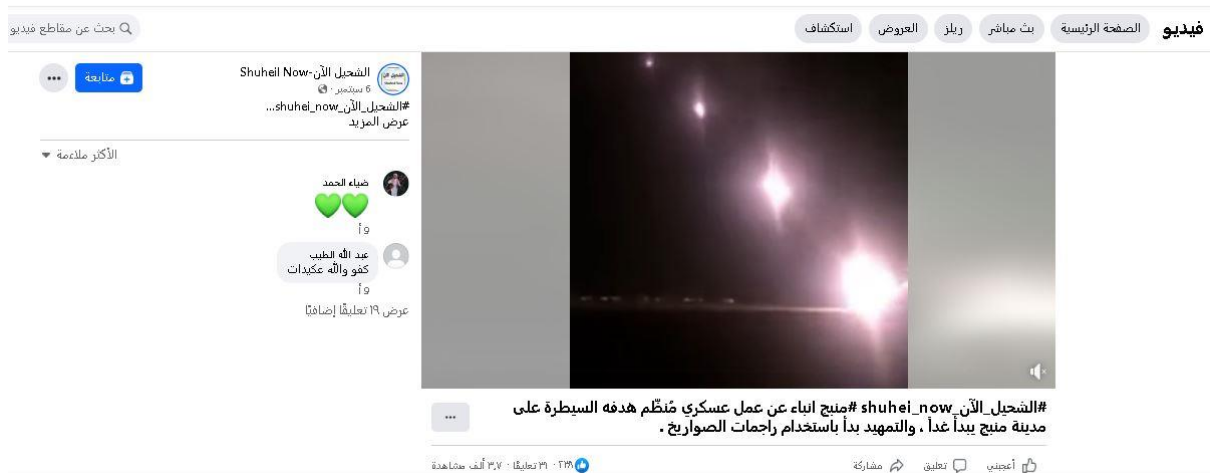 فيديو
الصفحة الرئيسية
بث مباشر
ريلز
العروض
استكشاف
بحث عن مقاطع فيديو
الشحيل الآن-Shuheil Now
6 سبتمبر ·
متابعة
#الشحيل_الآن_shuhei_now...
عرض المزيد
الأكثر ملاءمة
ضياء الحمد
💚💚
9 أ
عبد الله الطيب
كفو والله عكيدات
9 أ
عرض ١٩ تعليقًا إضافيًا
#الشحيل_الآن_shuhei_now #منبج انباء عن عمل عسكري مُنظّم هدفه السيطرة على
مدينة منبج يبدأ غداً ، والتمهيد بدأ باستخدام راجمات الصواريخ .
أعجبني
تعليق
مشاركة
٢٣٨ · ٣١ تعليقًا · ٣,٧ ألف مشاهدة